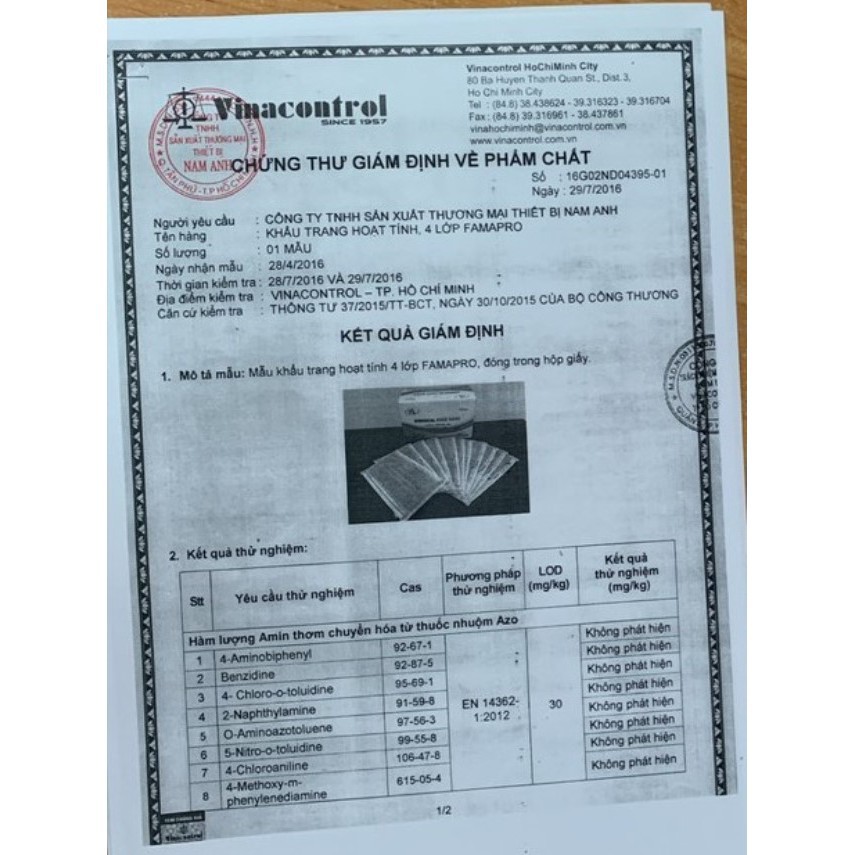 Vinacontrol HoChiMinh City
80 Ba Huyen Thanh Quan St., Dist.3,
Ho Chi Minh City
Tel : (84.8) 38.438624 - 39.316323 - 39.316704
Fax : (84.8) 39.316961 - 38.437861
vinahochiminh@vinacontrol.com.vn
www.vinacontrol.com.vn
Vinacontrol
SINCE 1957
TNHH
SẢN XUẤT THƯƠNG MẠI
THIẾT BỊ
NAM ANH
Q.TÂN PHÚ-T.P HỒ CHÍ
CHỨNG THƯ GIÁM ĐỊNH VỀ PHẨM CHẤT
Số : 16G02ND04395-01
Ngày : 29/7/2016
Người yêu cầu : CÔNG TY TNHH SẢN XUẤT THƯƠNG MẠI THIẾT BỊ NAM ANH
Tên hàng : KHẨU TRANG HOẠT TÍNH, 4 LỚP FAMAPRO
Số lượng : 01 MẪU
Ngày nhận mẫu : 28/4/2016
Thời gian kiểm tra : 28/7/2016 VÀ 29/7/2016
Địa điểm kiểm tra : VINACONTROL – TP. HỒ CHÍ MINH
Căn cứ kiểm tra : THÔNG TƯ 37/2015/TT-BCT, NGÀY 30/10/2015 CỦA BỘ CÔNG THƯƠNG
KẾT QUẢ GIÁM ĐỊNH
1. Mô tả mẫu: Mẫu khẩu trang hoạt tính 4 lớp FAMAPRO, đóng trong hộp giấy.
2. Kết quả thử nghiệm:
Stt Yêu cầu thử nghiệm Cas Phương pháp thử nghiệm LOD (mg/kg) Kết quả thử nghiệm (mg/kg)
Hàm lượng Amin thơm chuyển hóa từ thuốc nhuộm Azo
1 4-Aminobiphenyl 92-67-1 Không phát hiện
2 Benzidine 92-87-5 Không phát hiện
3 4- Chloro-o-toluidine 95-69-1 Không phát hiện
4 2-Naphthylamine 91-59-8 EN 14362-1:2012 30 Không phát hiện
5 O-Aminoazotoluene 97-56-3 Không phát hiện
6 5-Nitro-o-toluidine 99-55-8 Không phát hiện
7 4-Chloroaniline 106-47-8 Không phát hiện
8 4-Methoxy-m-phenylenediamine 615-05-4 Không phát hiện
1/2